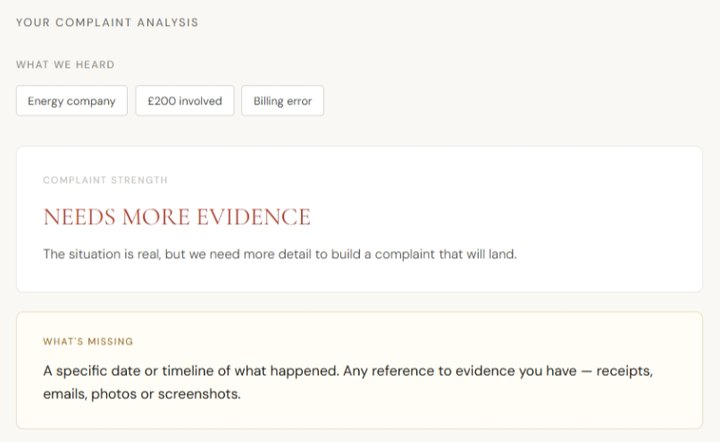 YOUR COMPLAINT ANALYSIS
WHAT WE HEARD
Energy company
£200 involved
Billing error
COMPLAINT STRENGTH
NEEDS MORE EVIDENCE
The situation is real, but we need more detail to build a complaint that will land.
WHAT'S MISSING
A specific date or timeline of what happened. Any reference to evidence you have — receipts,
emails, photos or screenshots.